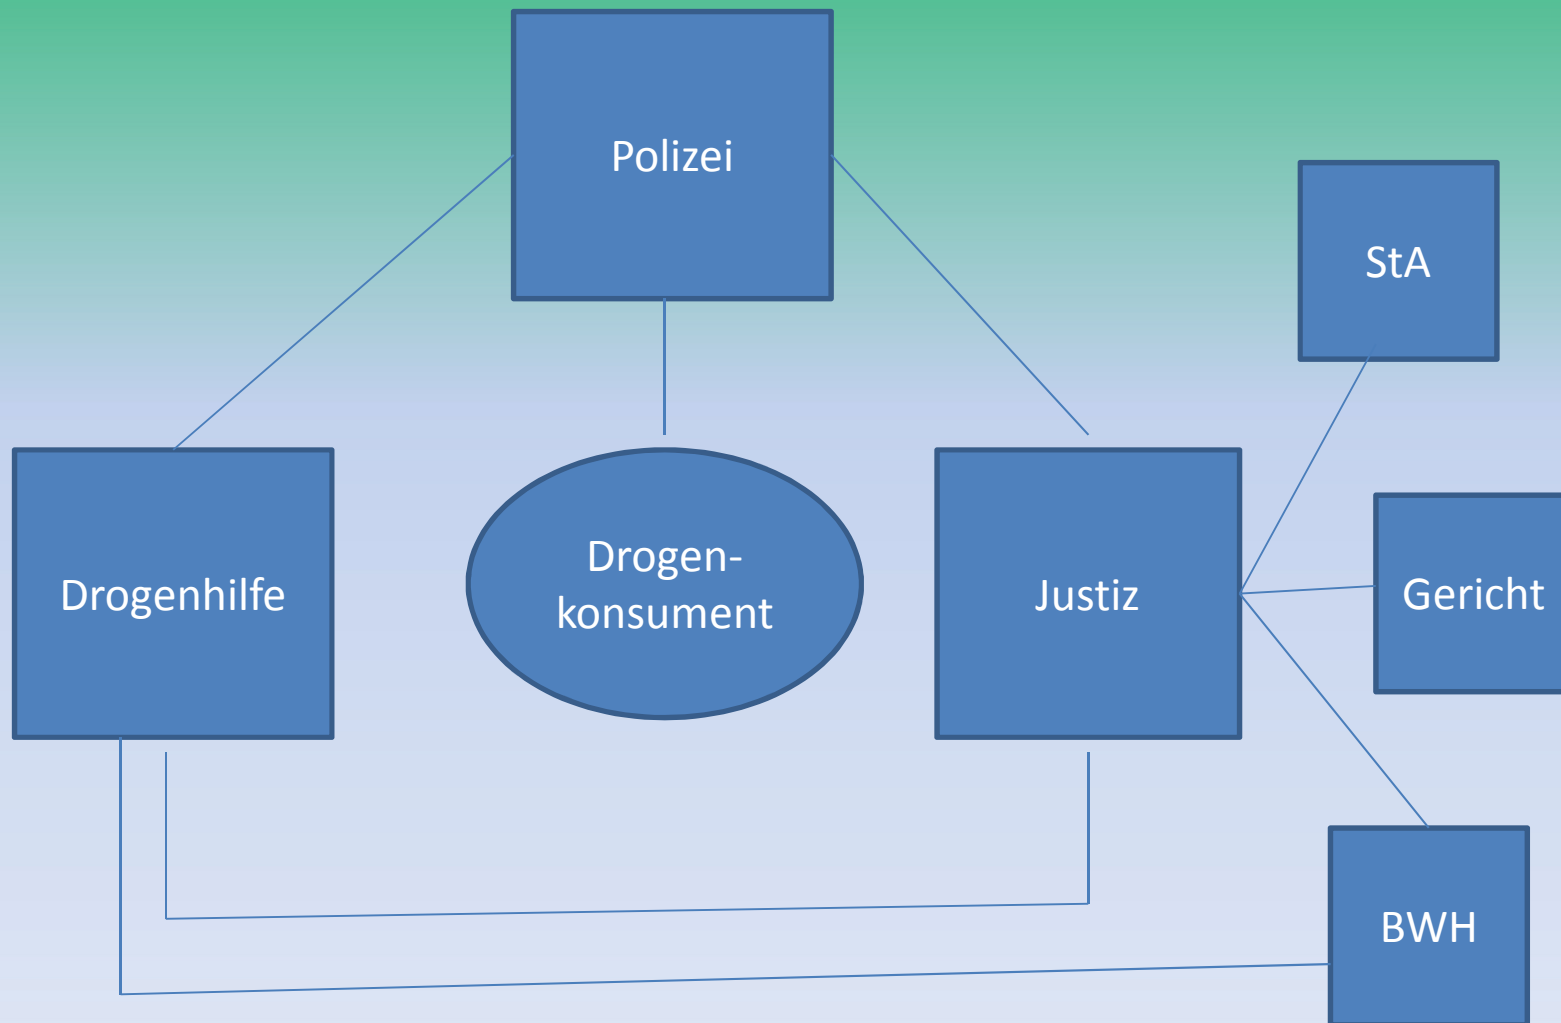 Polizei
StA
Drogenhilfe
Drogen-
konsument
Justiz
Gericht
BWH